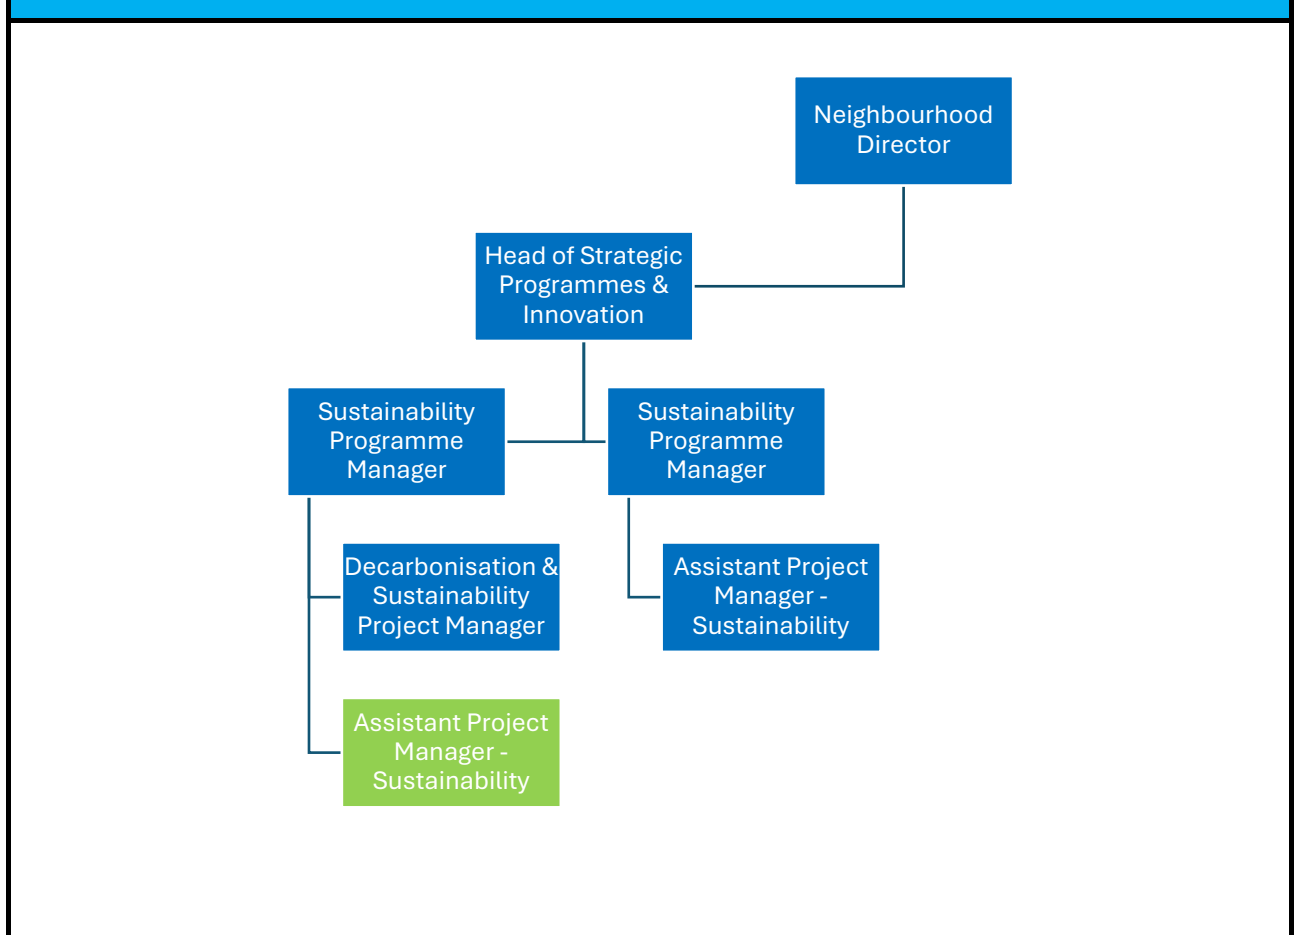 Neighbourhood
Director
Head of Strategic
Programmes &
Innovation
Sustainability
Programme
Manager
Sustainability
Programme
Manager
Decarbonisation &
Sustainability
Project Manager
Assistant Project
Manager -
Sustainability
Assistant Project
Manager -
Sustainability